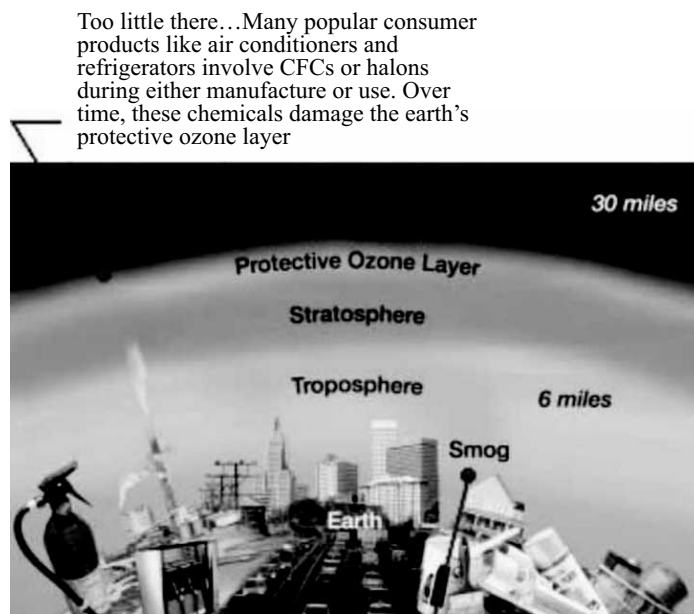 Too little there…Many popular consumer
products like air conditioners and
refrigerators involve CFCs or halons
during either manufacture or use. Over
time, these chemicals damage the earth’s
protective ozone layer
30 miles
Protective Ozone Layer
Stratosphere
Troposphere
6 miles
Smog
Earth